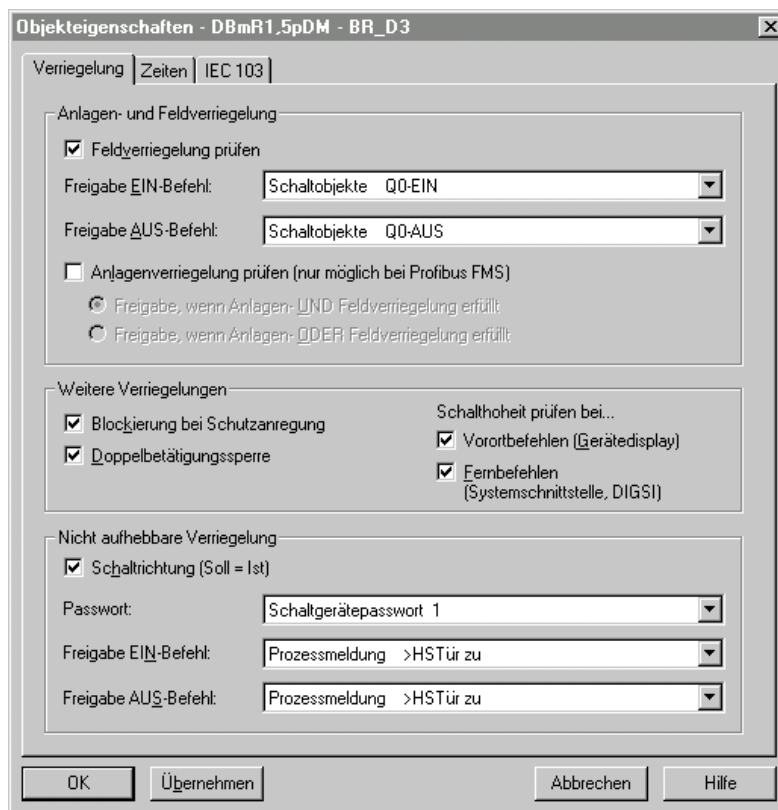 Objekteigenschaften - DBmR1,5pDM - BR_D3
Verriegelung Zeiten IEC 103
Anlagen- und Feldverriegelung
Feldverriegelung prüfen
Freigabe EIN-Befehl: Schaltobjekte Q0-EIN
Freigabe AUS-Befehl: Schaltobjekte Q0-AUS
Anlagenverriegelung prüfen (nur möglich bei Profibus FMS)
Freigabe, wenn Anlagen- UND Feldverriegelung erfüllt
Freigabe, wenn Anlagen- ODER Feldverriegelung erfüllt
Weitere Verriegelungen
Blockierung bei Schutzanregung
Doppelbetätigungssperre
Schalthoheit prüfen bei...
Vorortbefehlen (Gerätedisplay)
Fernbefehlen
(Systemschnittstelle, DIGSI)
Nicht aufhebbare Verriegelung
Schaltrichtung (Soll = Ist)
Passwort: Schaltgerätepasswort 1
Freigabe EIN-Befehl: Prozessmeldung >HSTür zu
Freigabe AUS-Befehl: Prozessmeldung >HSTür zu
OK Übernehmen Abbrechen Hilfe